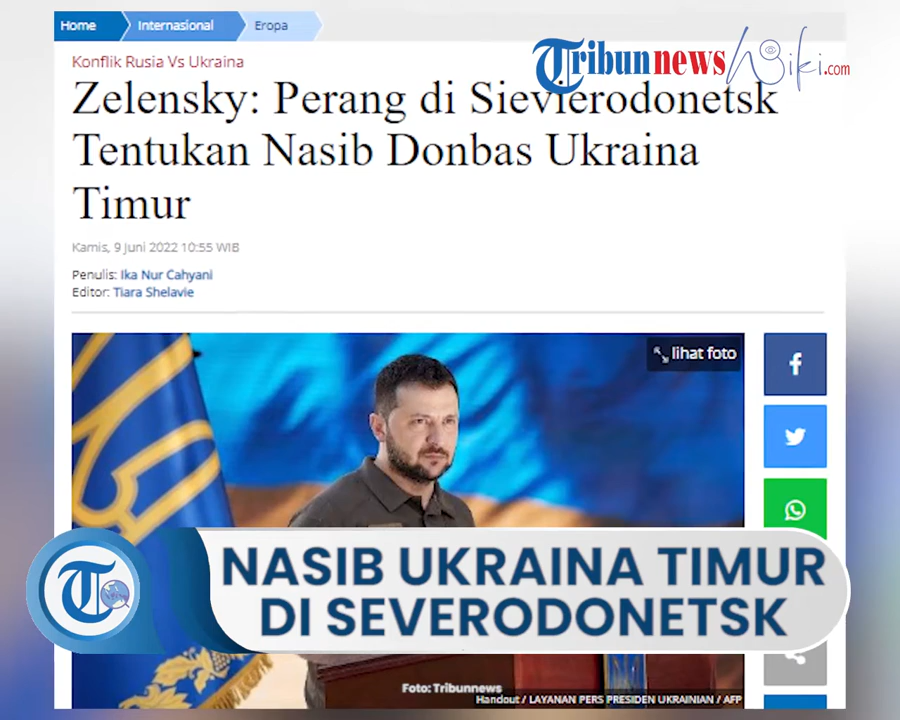 Home Internasional Eropa
Tribunnews Wiki.com
Konflik Rusia Vs Ukraina
Zelensky: Perang di Sievierodonetsk
Tentukan Nasib Donbas Ukraina
Timur
Kamis, 9 Juni 2022 10:55 WIB
Penulis: Ika Nur Cahyani
Editor: Tiara Shelavie
lihat foto
f
NASIB UKRAINA TIMUR
DI SEVERODONETSK
T
Foto: Tribunnews
Handout / LAYANAN PERS PRESIDEN UKRAINIAN / AFP